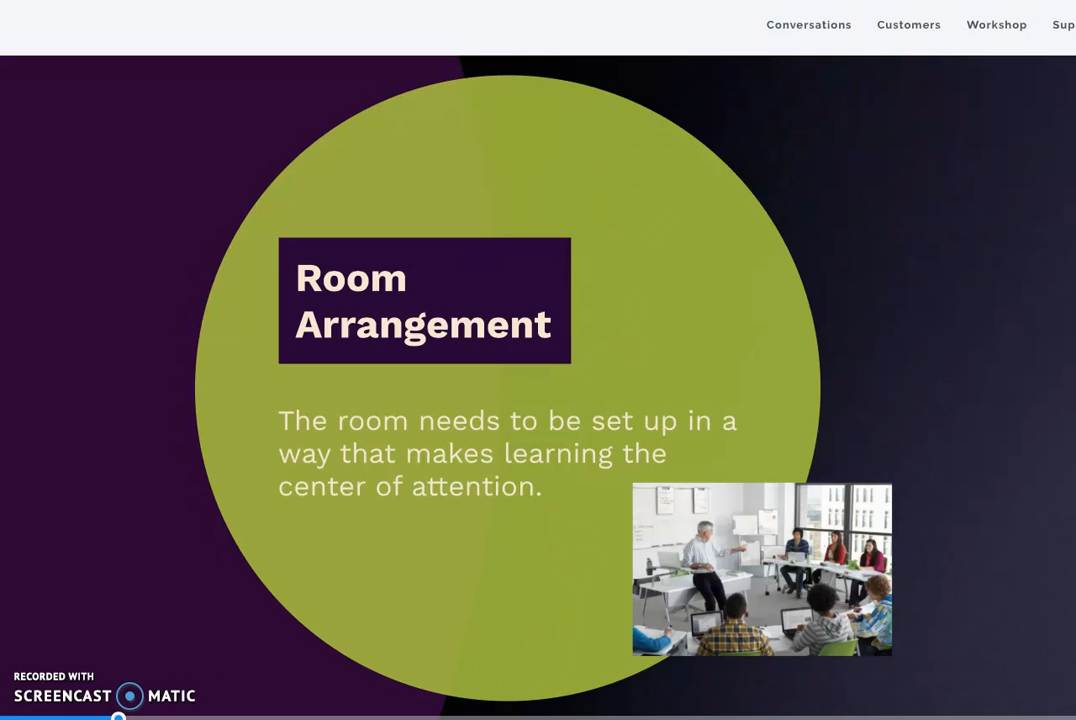 Conversations Customers Workshop
Room
Arrangement
The room needs to be set up in a
way that makes learning the
center of attention.
RECORDED WITH
SCREENCAST MATIC